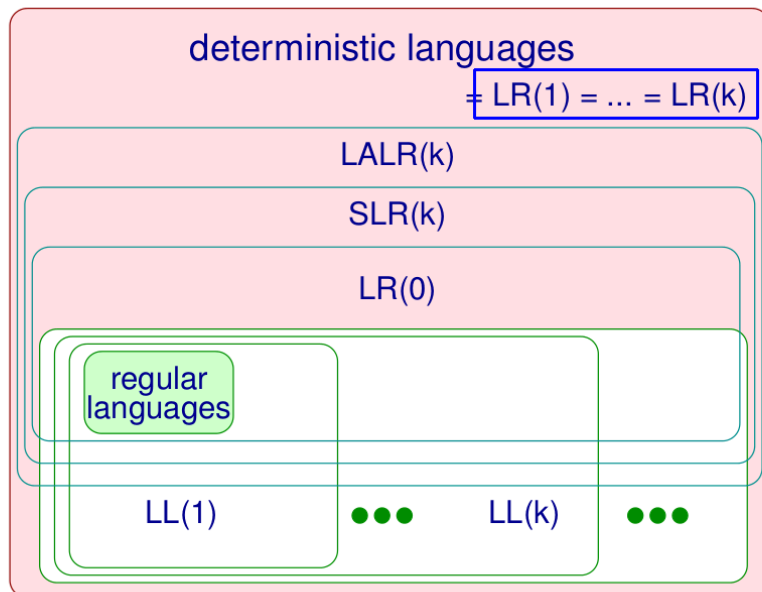 deterministic languages
= LR(1) = ... = LR(k)
LALR(k)
SLR(k)
LR(0)
regular
languages
LL(1) ●●● LL(k) ●●●